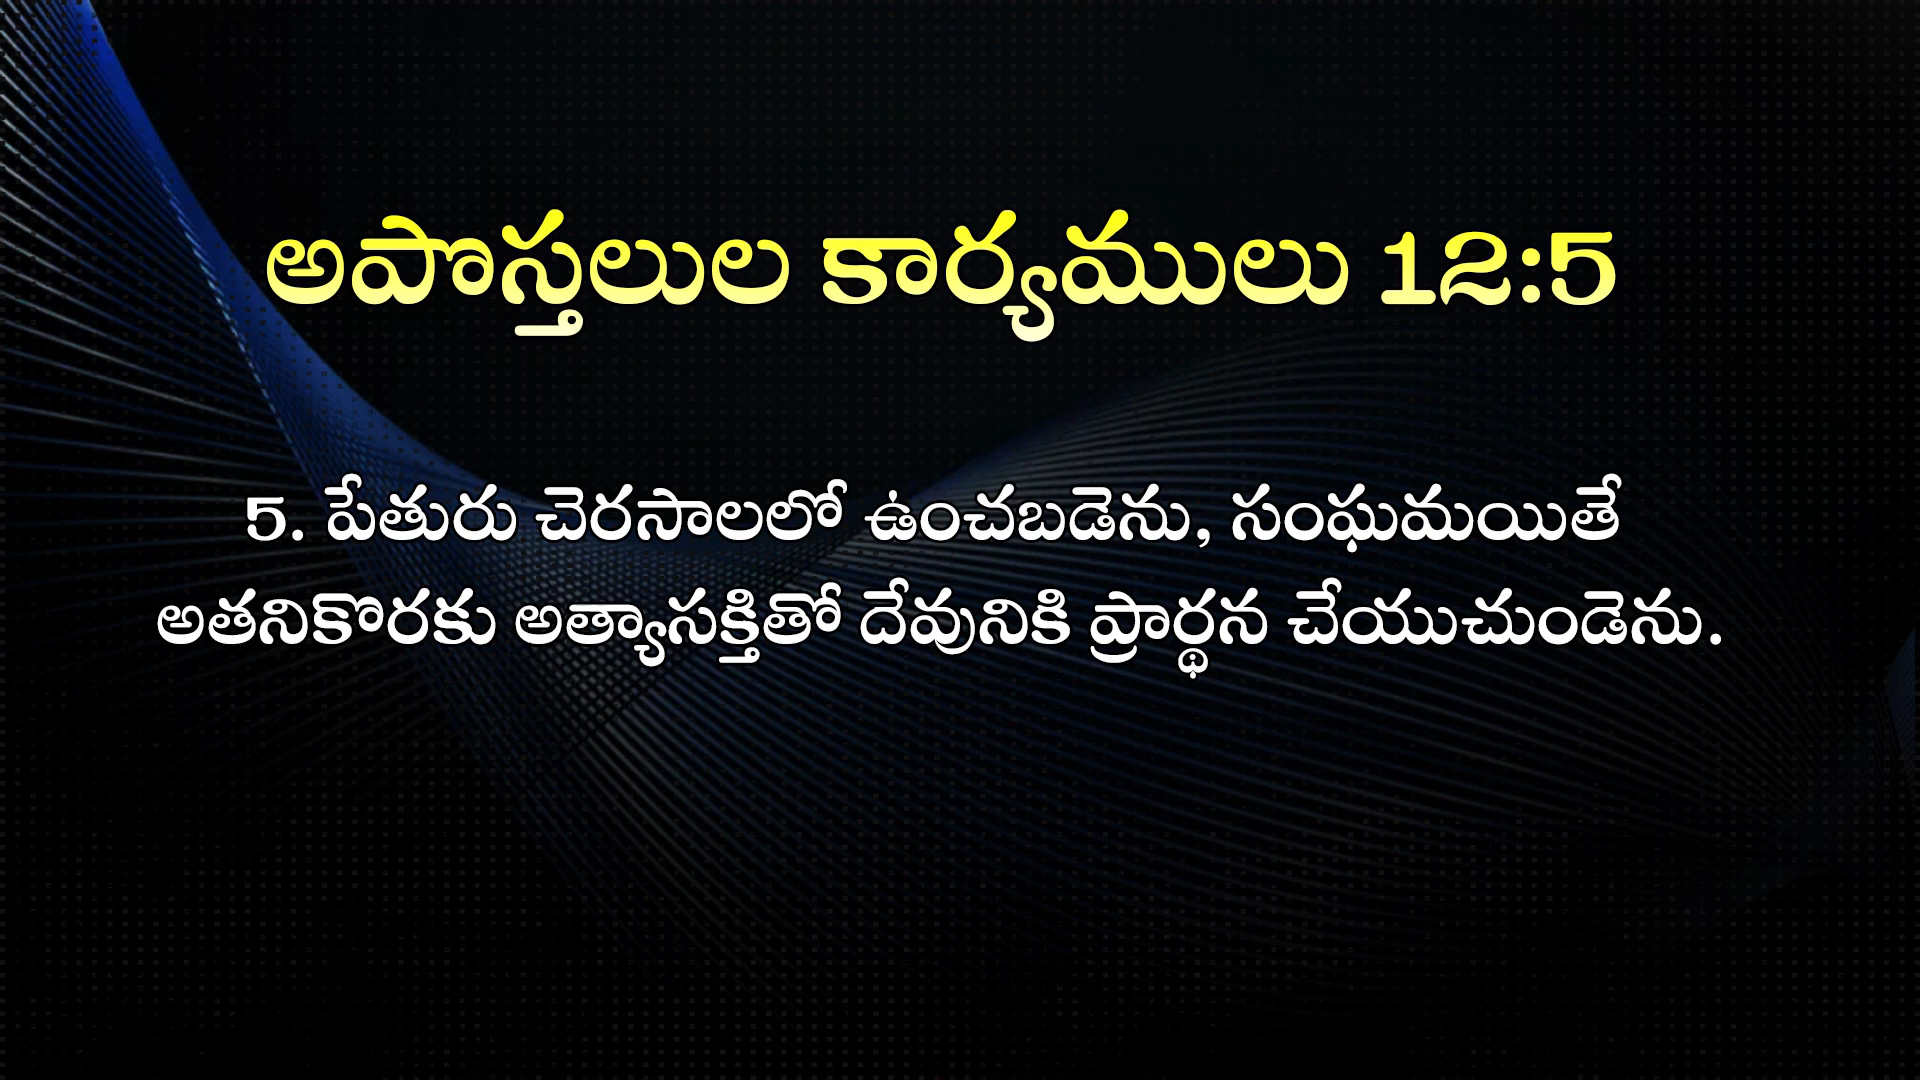 అపొస్తలుల కార్యములు 12:5
5. పేతురు చెరసాలలో ఉంచబడెను, సంఘమయితే
అతనికొరకు అత్యాసక్తితో దేవునికి ప్రార్థన చేయుచుండెను.